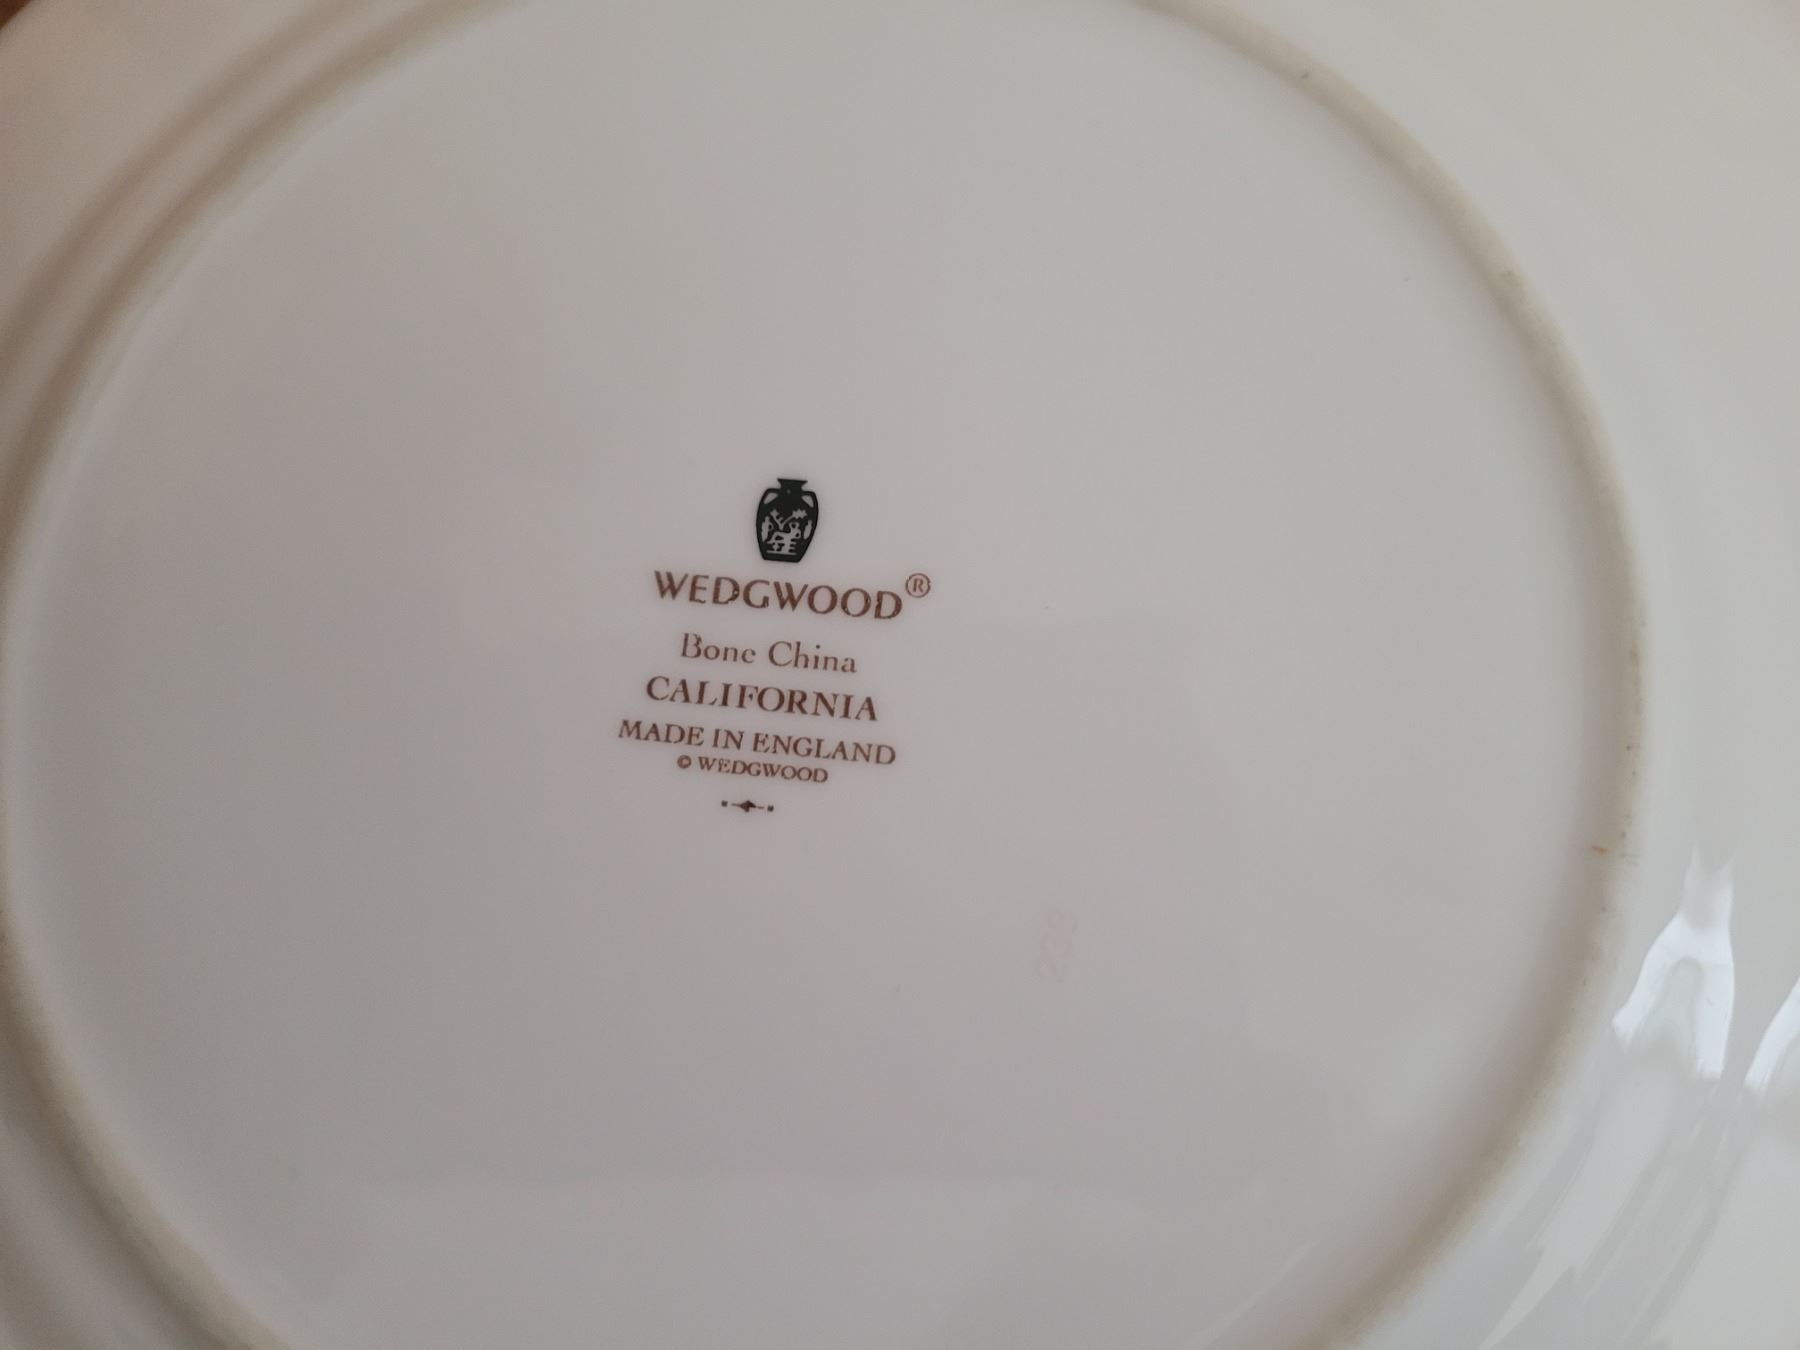 WEDGWOOD®
Bone China
CALIFORNIA
MADE IN ENGLAND
© WEDGWOOD